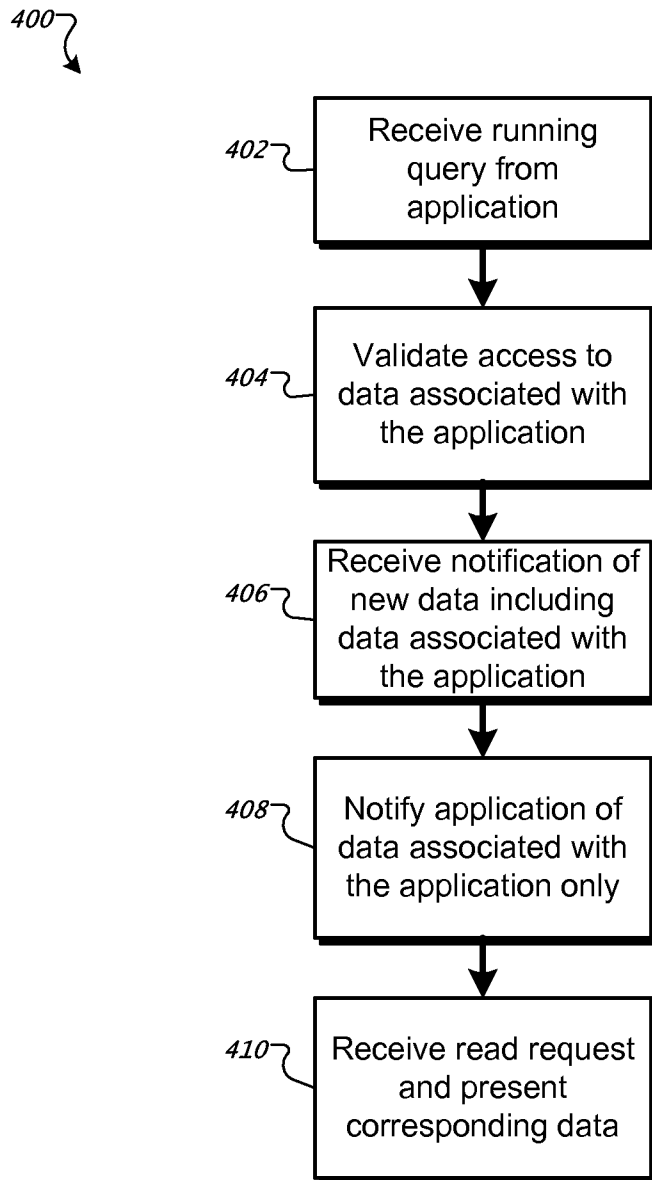 400
402
Receive running
query from
application
404
Validate access to
data associated with
the application
406
Receive notification of
new data including
data associated with
the application
408
Notify application of
data associated with
the application only
410
Receive read request
and present
corresponding data